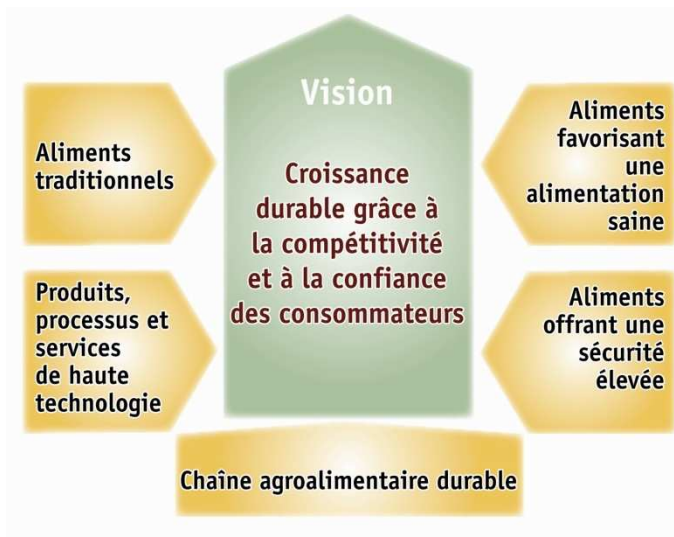 Vision
Croissance
durable grâce à
la compétitivité
et à la confiance
des consommateurs
Aliments
traditionnels
Produits,
processus et
services
de haute
technologie
Aliments
favorisant
une
alimentation
saine
Aliments
offrant une
sécurité
élevée
Chaîne agroalimentaire durable